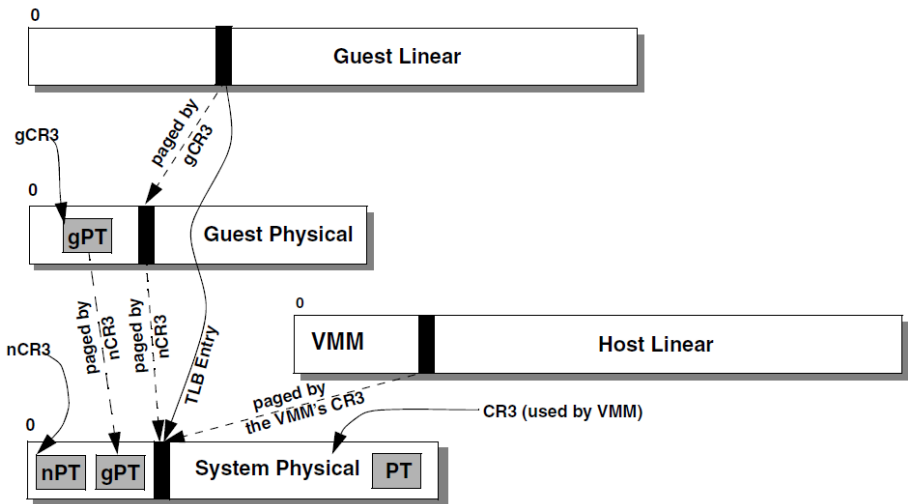 0
Guest Linear
paged by
gCR3
gCR3
0
gPT
Guest Physical
paged by
nCR3
paged by
nCR3
TLB Entry
0
VMM
Host Linear
nCR3
paged by
the VMM's CR3
CR3 (used by VMM)
0
nPT
gPT
System Physical
PT